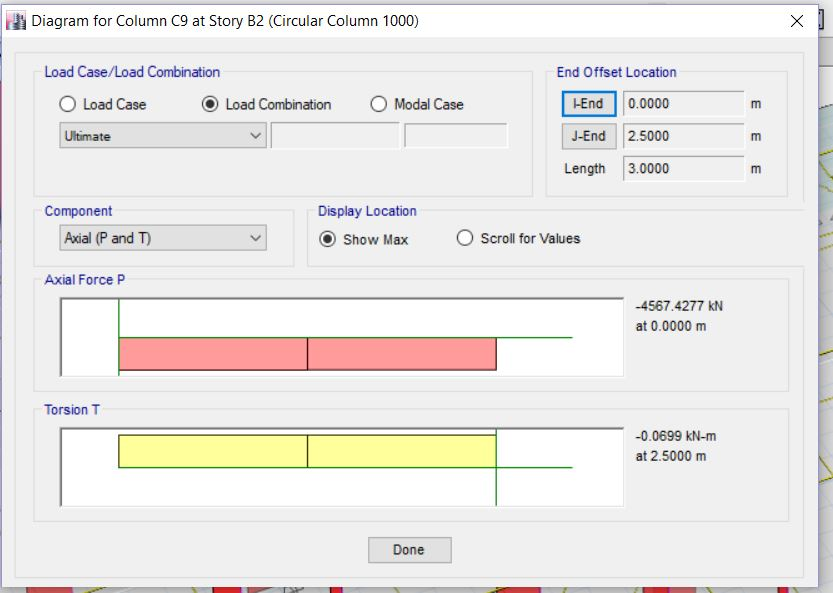 Diagram for Column C9 at Story B2 (Circular Column 1000)
Load Case/Load Combination
Load Case
Load Combination
Modal Case
Ultimate
End Offset Location
I-End 0.0000 m
J-End 2.5000 m
Length 3.0000 m
Component
Axial (P and T)
Display Location
Show Max
Scroll for Values
Axial Force P
-4567.4277 kN
at 0.0000 m
Torsion T
-0.0699 kN-m
at 2.5000 m
Done